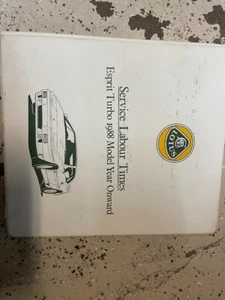 LOTUS
Service Labour Times
Esprit Turbo 1988 Model Year Onward